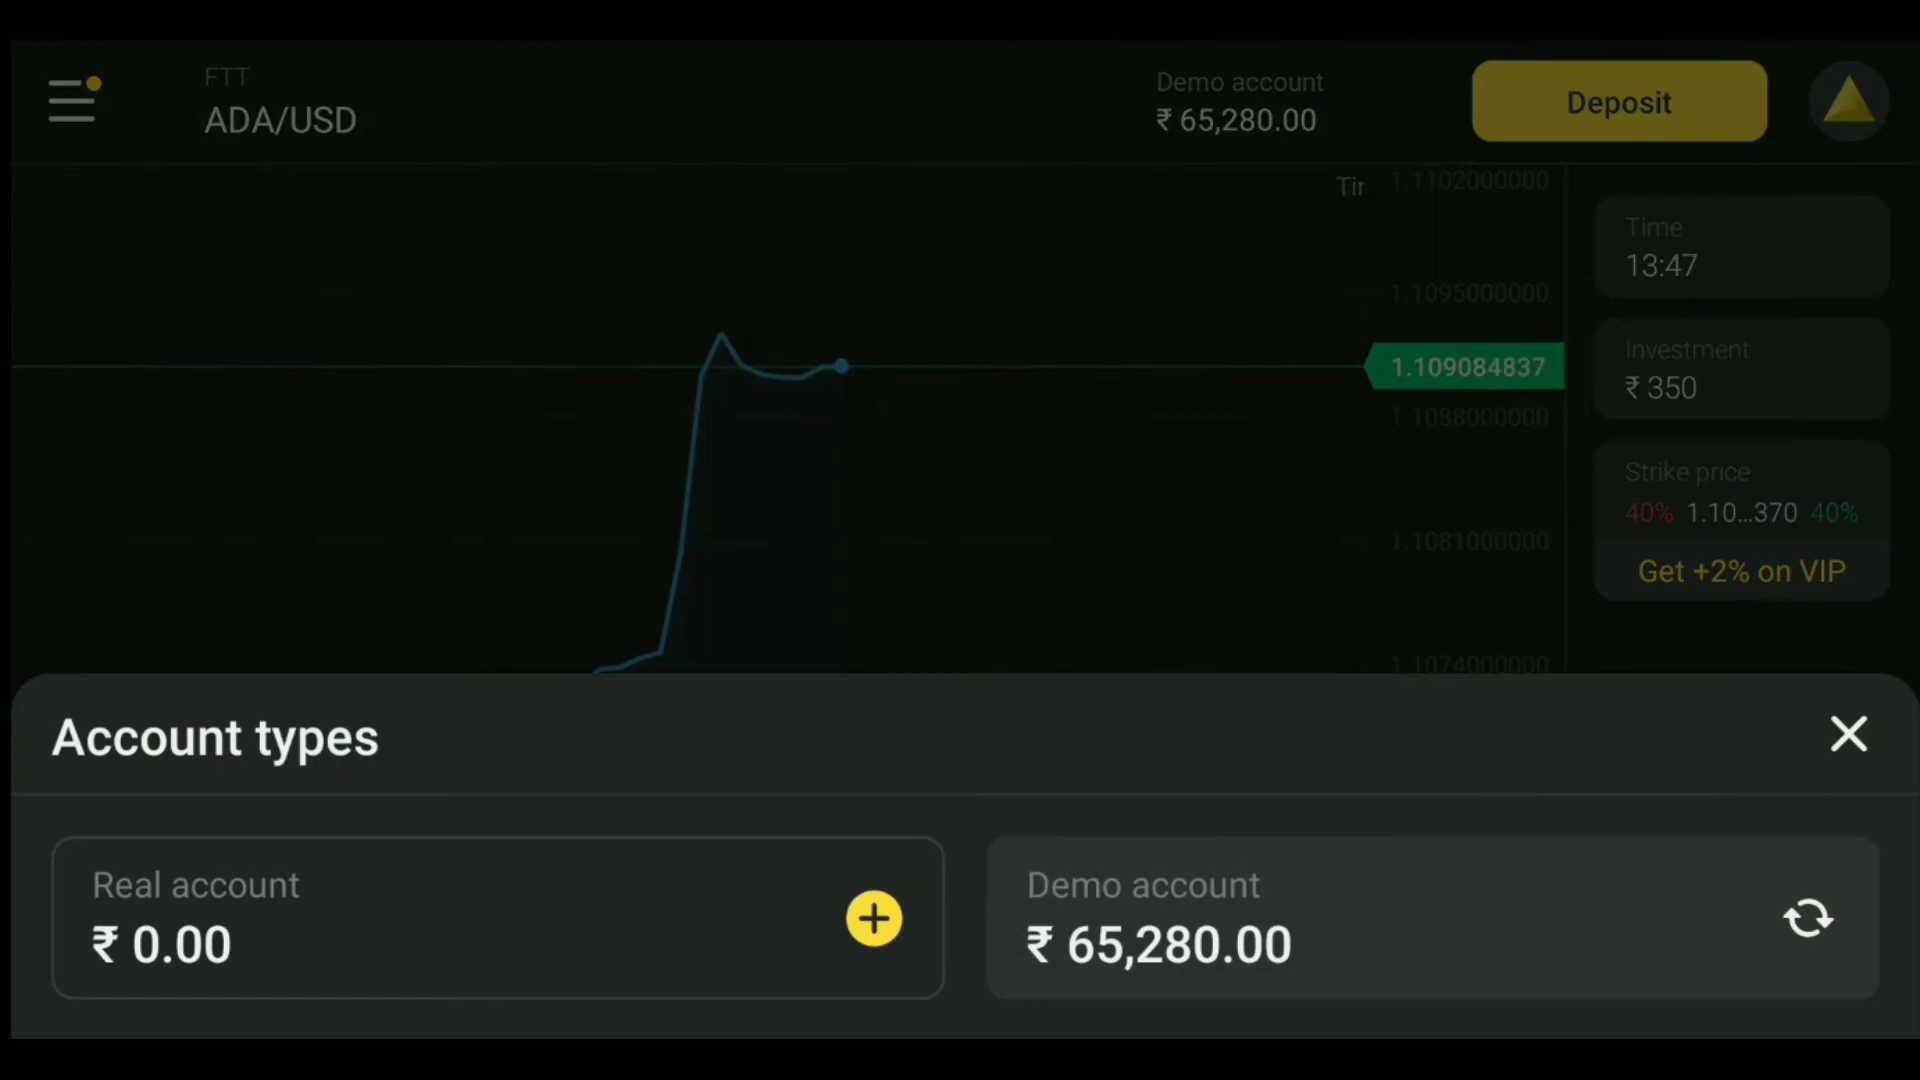 FTT
ADA/USD
Demo account
₹ 65,280.00
Deposit
Tir
1.1102000000
1.1095000000
1.109084837
1.1088000000
1.1081000000
1.1074000000
Time
13:47
Investment
₹ 350
Strike price
40% 1.10...370 40%
Get +2% on VIP
Account types
Real account
₹ 0.00
Demo account
₹ 65,280.00